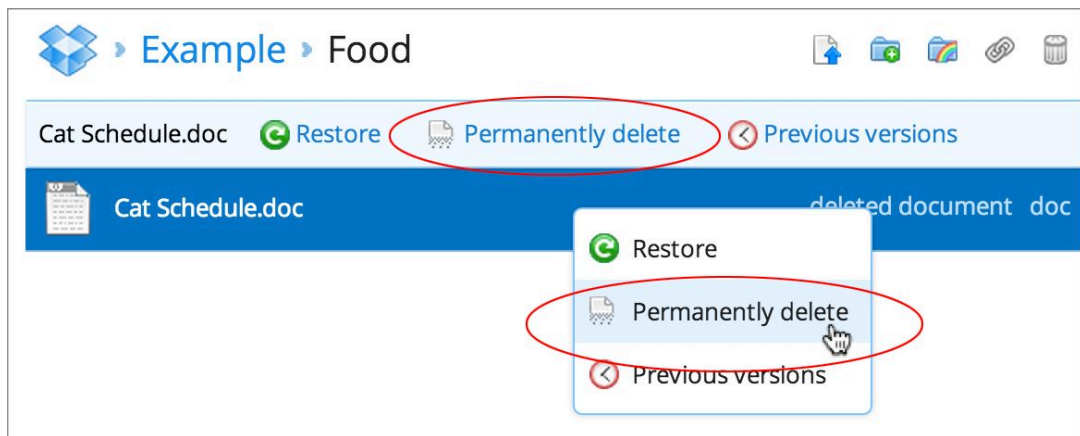 Example Food
Cat Schedule.doc Restore Permanently delete Previous versions
Cat Schedule.doc deleted document doc
Restore
Permanently delete
Previous versions